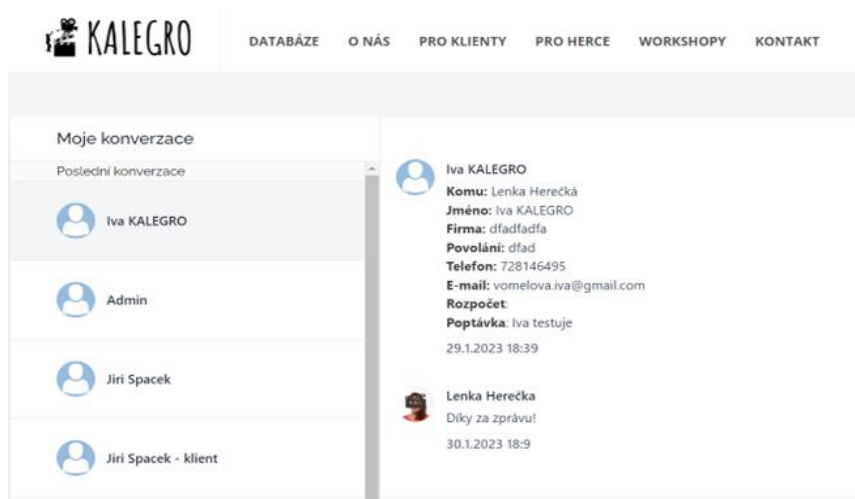 KALEGRO
DATABÁZE O NÁS PRO KLIENTY PRO HERCE WORKSHOPY KONTAKT
Moje konverzace
Poslední konverzace
Iva KALEGRO
Admin
Jiri Spacek
Jiri Spacek - klient
Iva KALEGRO
Komu: Lenka Herečká
Jméno: Iva KALEGRO
Firma: dfadfadfa
Povolání: dfad
Telefon: 728146495
E-mail: vomelova.iva@gmail.com
Rozpočet:
Poptávka: Iva testuje
29.1.2023 18:39
Lenka Herečka
Díky za zprávu!
30.1.2023 18:9